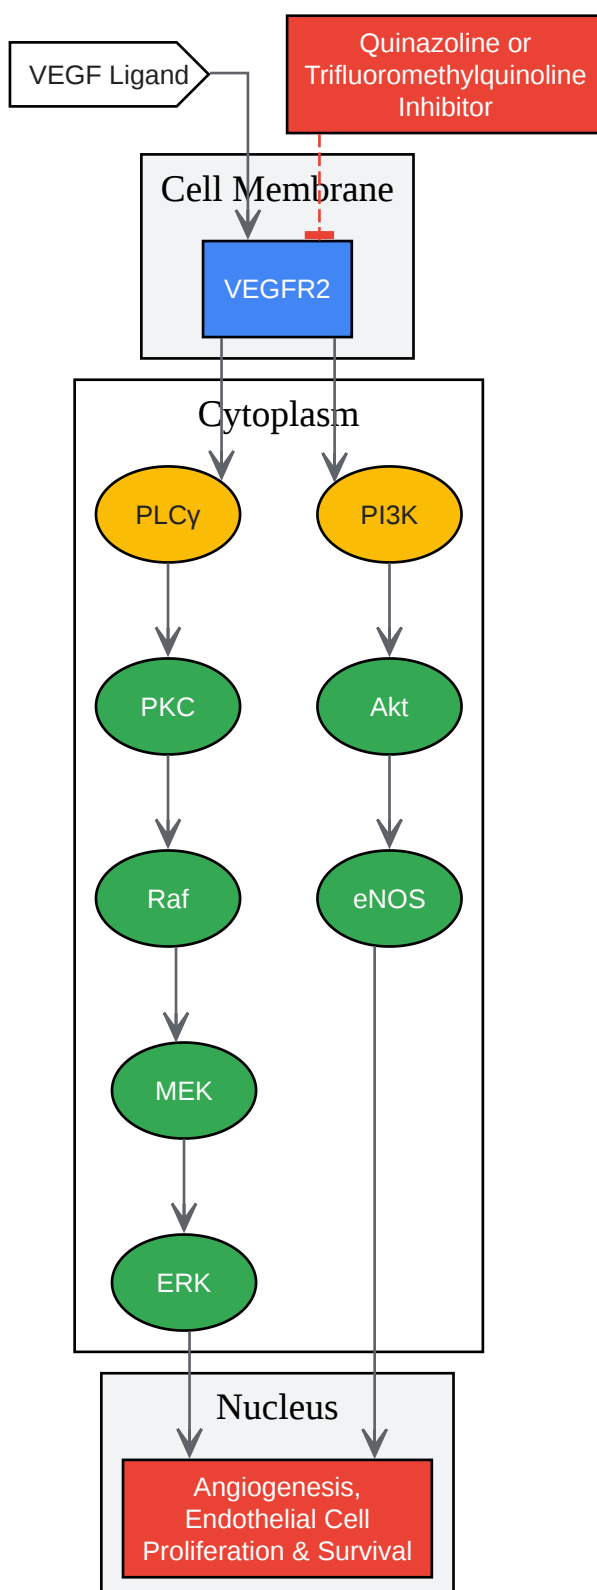 VEGF Ligand
Quinazoline or
Trifluoromethylquinoline
Inhibitor
Cell Membrane
VEGFR2
Cytoplasm
PLCγ
PI3K
PKC
Akt
Raf
eNOS
MEK
ERK
Nucleus
Angiogenesis,
Endothelial Cell
Proliferation & Survival